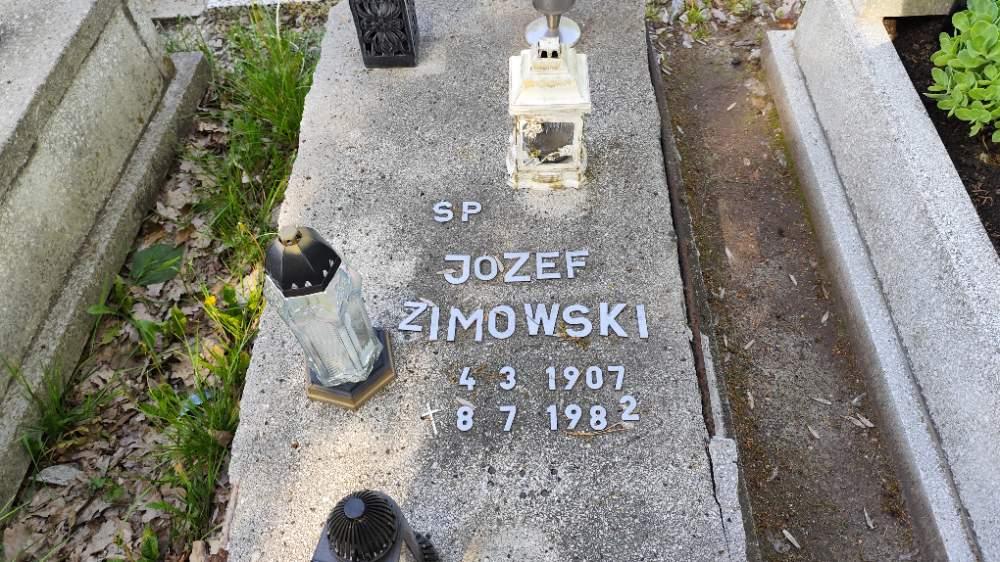 SP
JOZEF
ZIMOWSKI
4 3 1907
† 8 7 1982